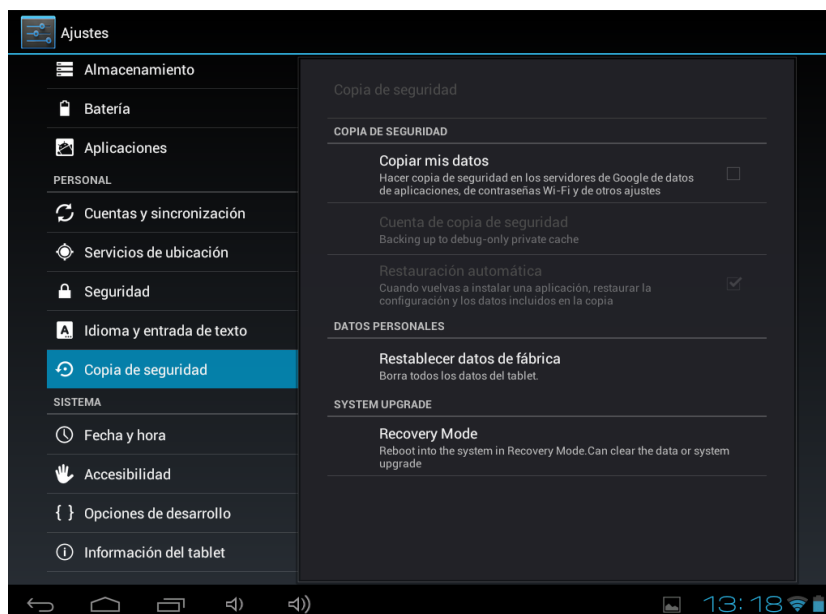 Ajustes
Almacenamiento
Batería
Aplicaciones
PERSONAL
Cuentas y sincronización
Servicios de ubicación
Seguridad
Idioma y entrada de texto
Copia de seguridad
SISTEMA
Fecha y hora
Accesibilidad
Opciones de desarrollo
Información del tablet
Copia de seguridad
COPIA DE SEGURIDAD
Copiar mis datos
Hacer copia de seguridad en los servidores de Google de datos
de aplicaciones, de contraseñas Wi-Fi y de otros ajustes
Cuenta de copia de seguridad
Backing up to debug-only private cache
Restauración automática
Cuando vuelvas a instalar una aplicación, restaurar la
configuración y los datos incluidos en la copia
DATOS PERSONALES
Restablecer datos de fábrica
Borra todos los datos del tablet.
SYSTEM UPGRADE
Recovery Mode
Reboot into the system in Recovery Mode.Can clear the data or system
upgrade
13:18